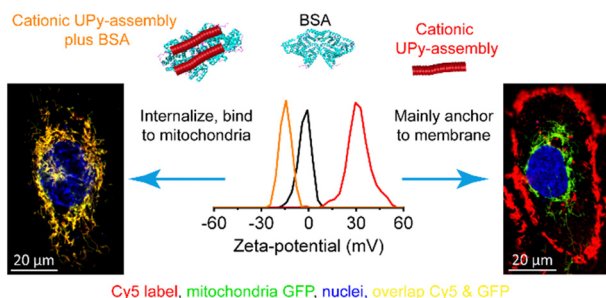 Cationic UPy-assembly
plus BSA
BSA
Cationic
UPy-assembly
Internalize, bind
to mitochondria
Mainly anchor
to membrane
-60 -30 0 30 60
Zeta-potential (mV)
20 µm
20 µm
Cy5 label, mitochondria GFP, nuclei, overlap Cy5 & GFP